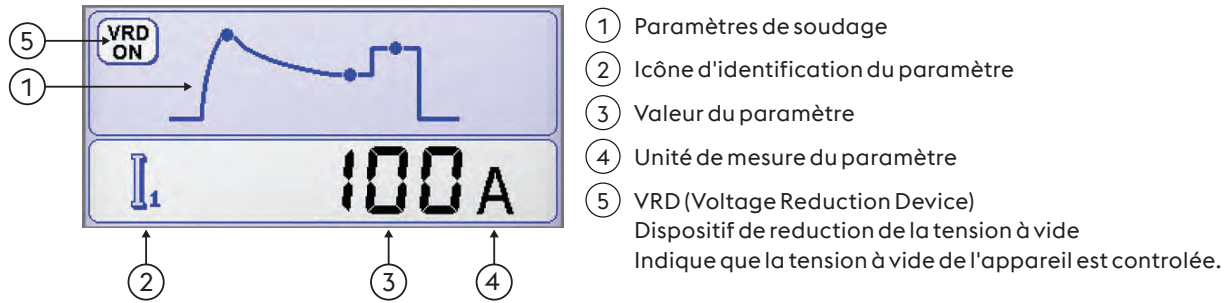 5
VRD
ON
1
I1
100 A
2
3
4
1 Paramètres de soudage
2 Icône d'identification du paramètre
3 Valeur du paramètre
4 Unité de mesure du paramètre
5 VRD (Voltage Reduction Device)
Dispositif de reduction de la tension à vide
Indique que la tension à vide de l'appareil est controlée.